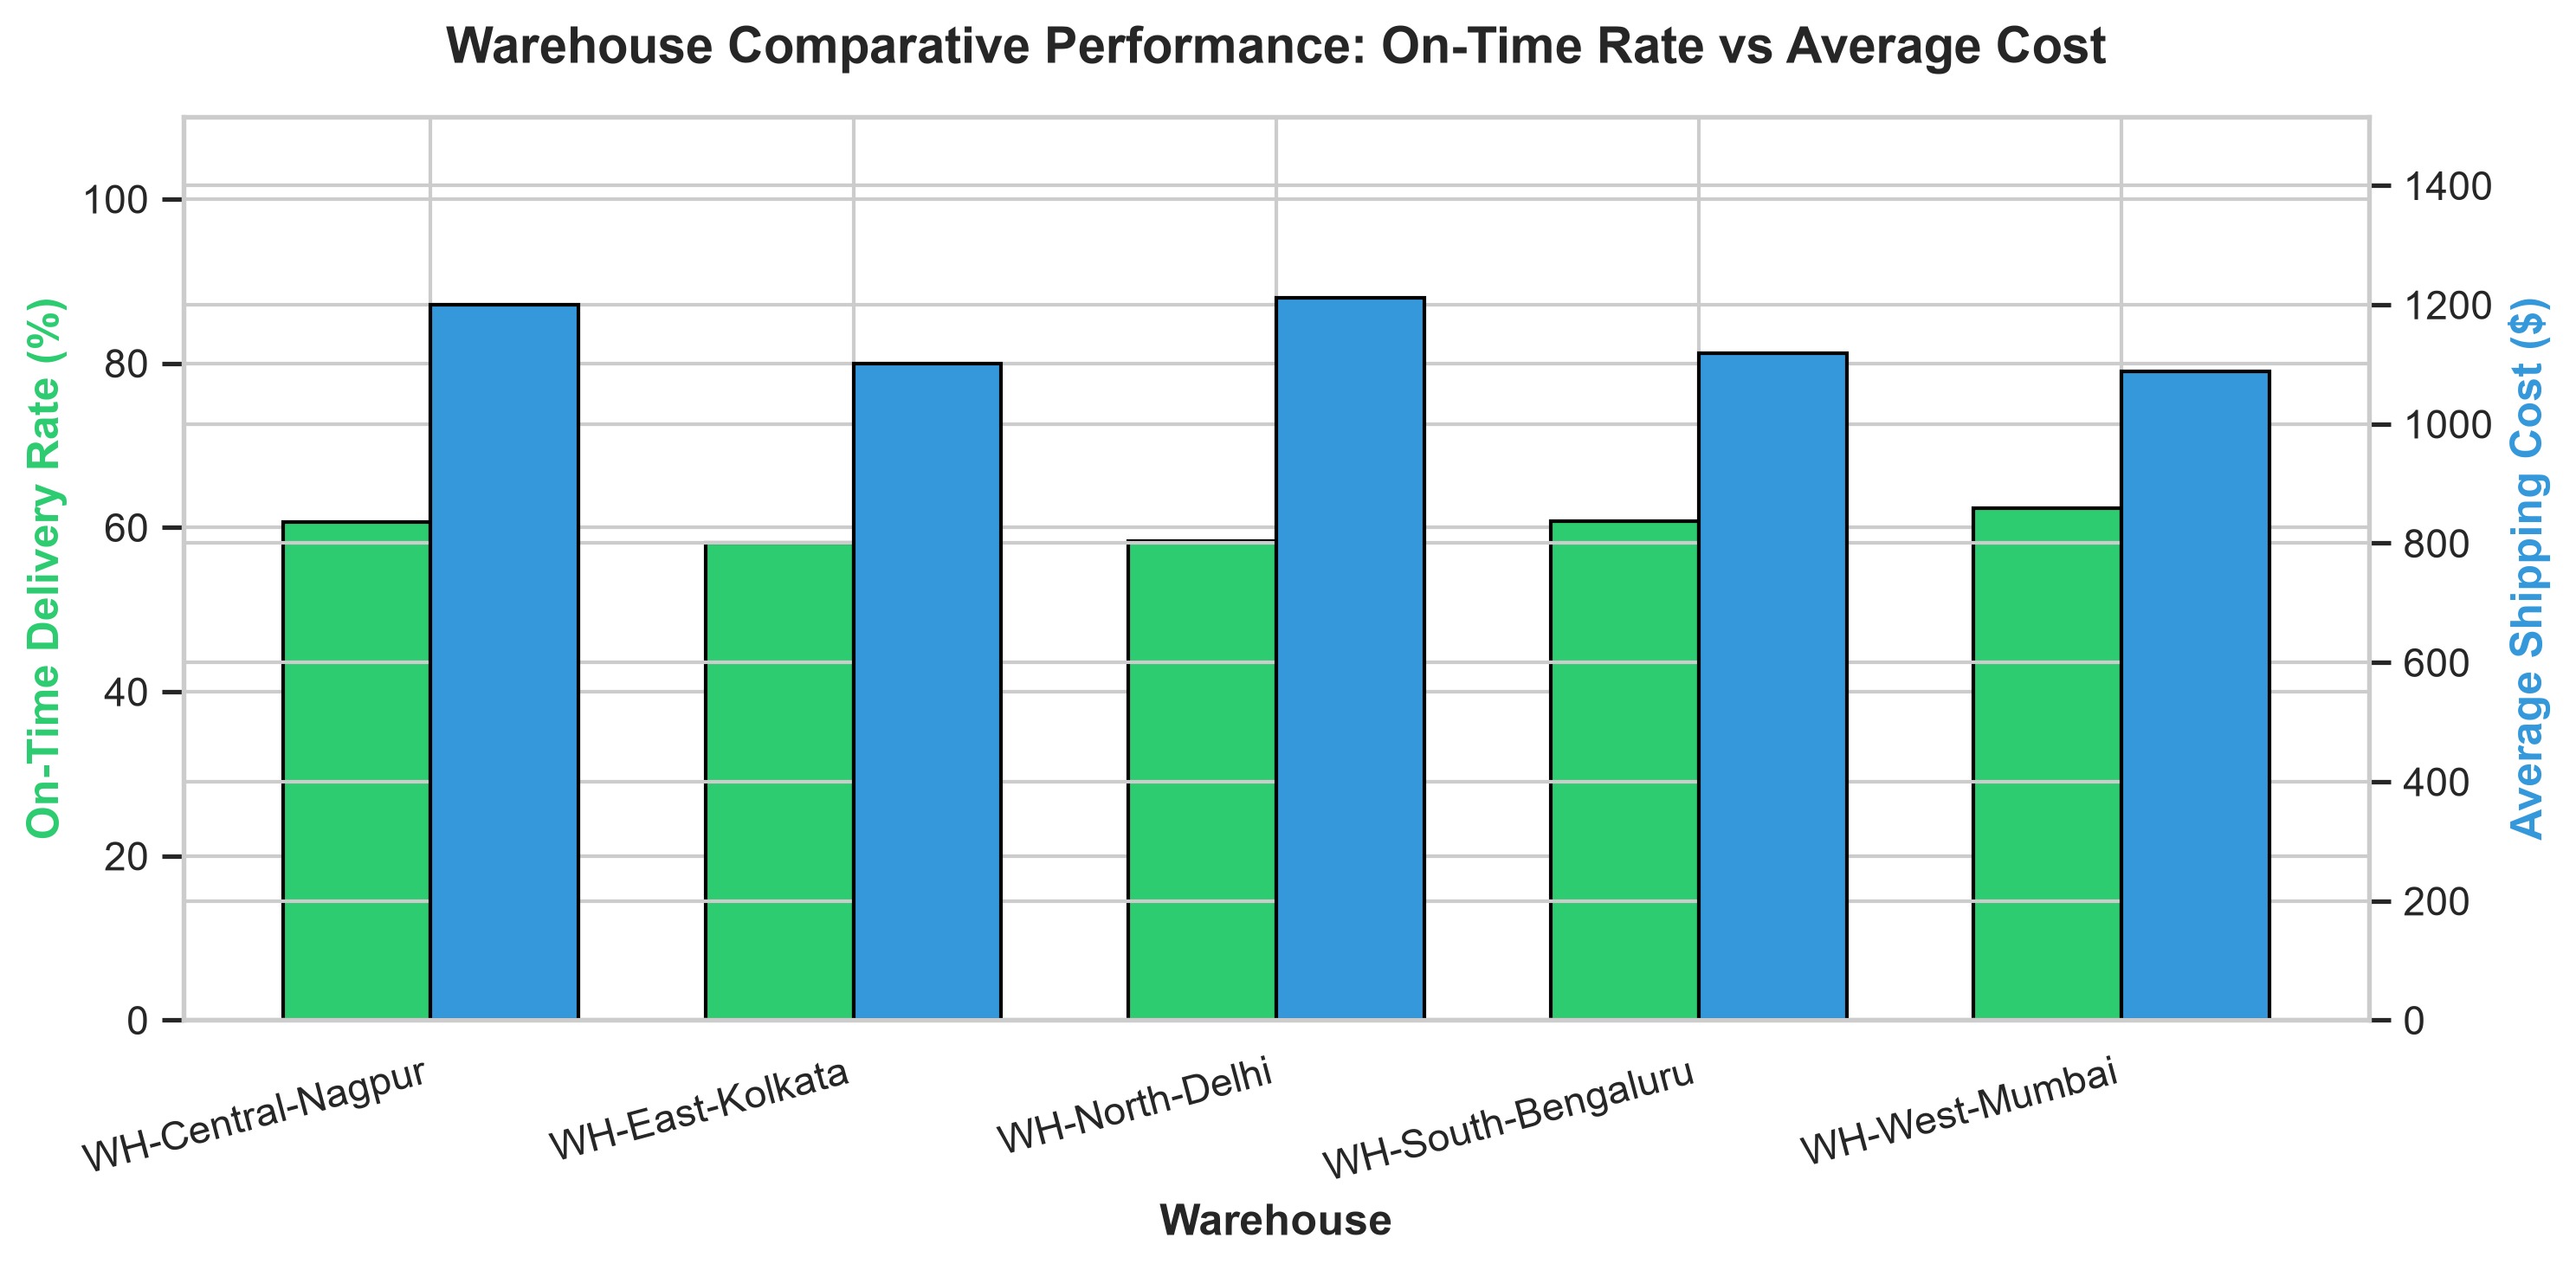 Warehouse Comparative Performance: On-Time Rate vs Average Cost
On-Time Delivery Rate (%)
100
80
60
40
20
0
1400
1200
1000
800
600
400
200
0
Average Shipping Cost ($)
WH-Central-Nagpur
WH-East-Kolkata
WH-North-Delhi
WH-South-Bengaluru
WH-West-Mumbai
Warehouse